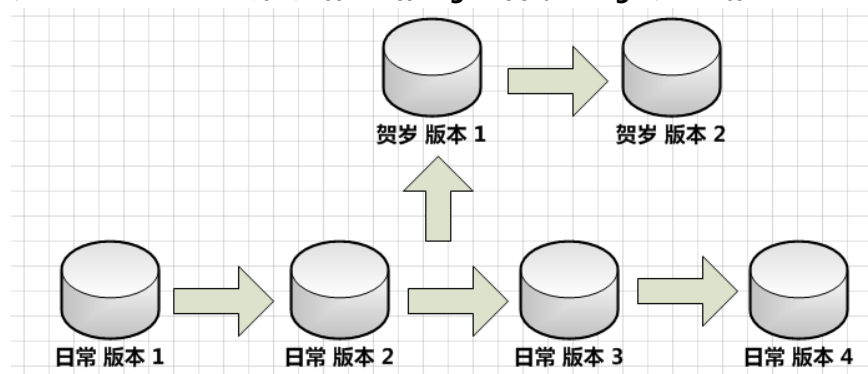 贺岁 版本 1
贺岁 版本 2
日常 版本 1
日常 版本 2
日常 版本 3
日常 版本 4